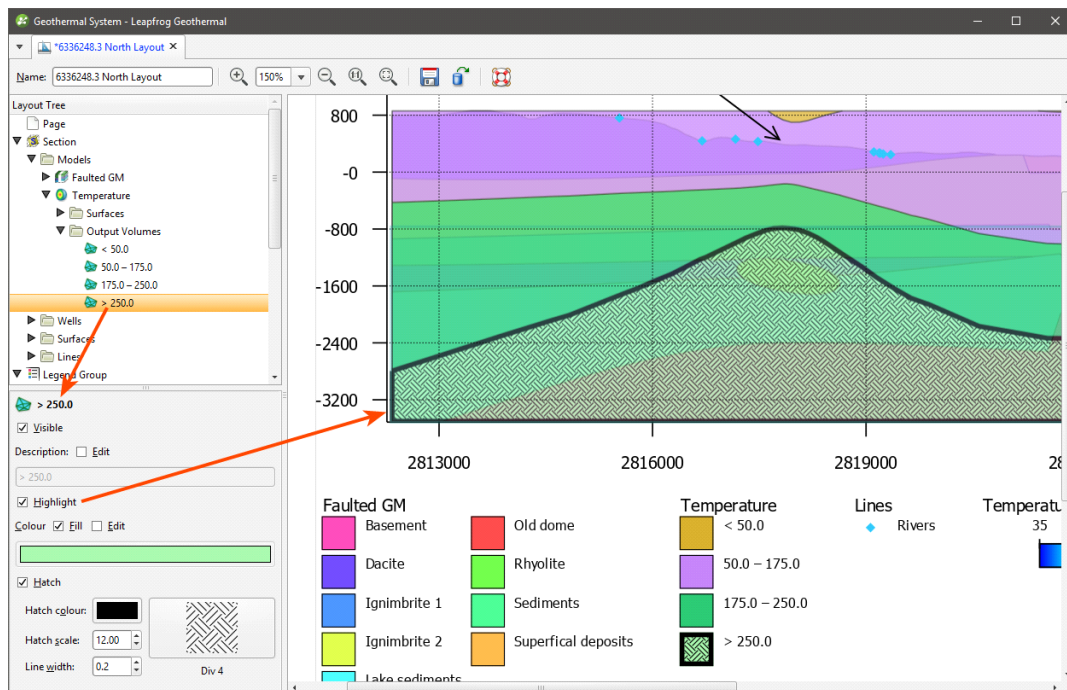 Geothermal System - Leapfrog Geothermal
*6336248.3 North Layout
Name: 6336248.3 North Layout
150%
Layout Tree
Page
Section
Models
Faulted GM
Temperature
Surfaces
Output Volumes
< 50.0
50.0 – 175.0
175.0 – 250.0
> 250.0
Wells
Surfaces
Lines
Legend Group
> 250.0
Visible
Description: Edit
> 250.0
Highlight
Colour Fill Edit
Hatch
Hatch colour:
Hatch scale: 12.00
Line width: 0.2
Div 4
800
-0
-800
-1600
-2400
-3200
2813000 2816000 2819000 28
Faulted GM
Basement
Dacite
Ignimbrite 1
Ignimbrite 2
Lake sediments
Old dome
Rhyolite
Sediments
Superfical deposits
Temperature
< 50.0
50.0 – 175.0
175.0 – 250.0
> 250.0
Lines
Rivers
Temperatu
35